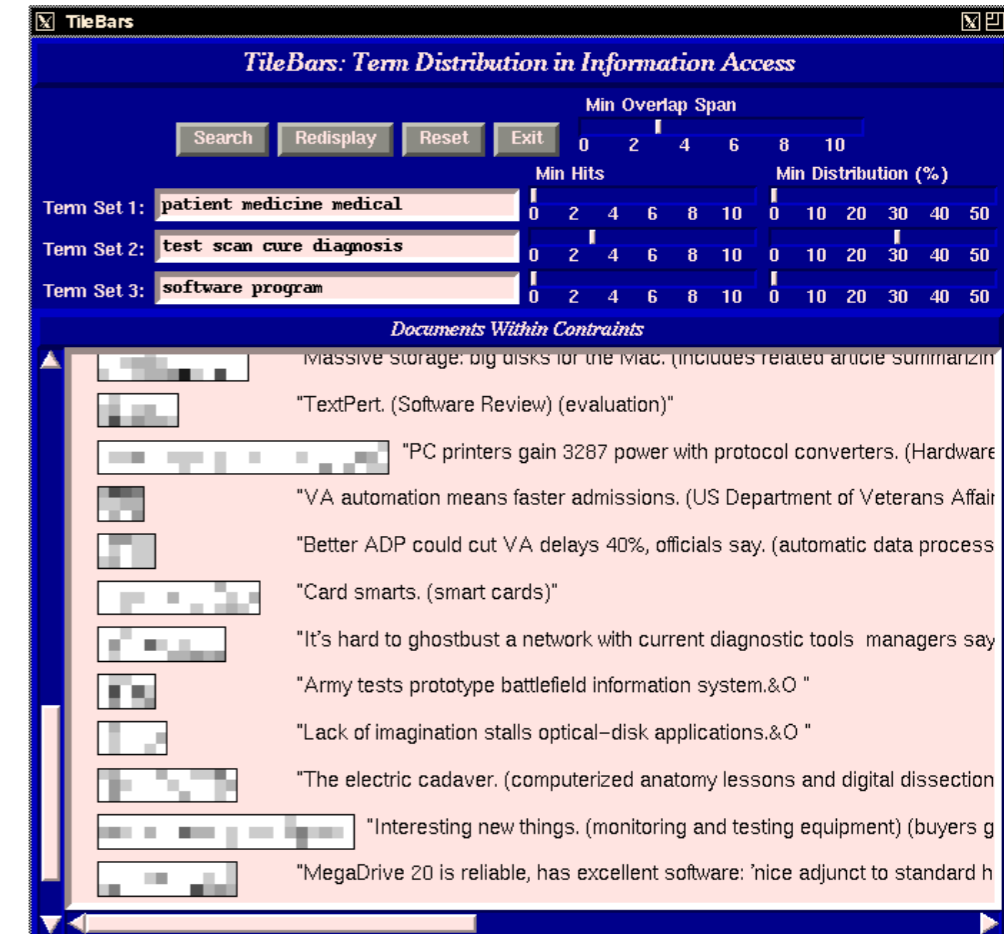 TileBars
TileBars: Term Distribution in Information Access
Min Overlap Span
Search Redisplay Reset Exit
0 2 4 6 8 10
Min Hits Min Distribution (%)
Term Set 1: patient medicine medical
0 2 4 6 8 10 0 10 20 30 40 50
Term Set 2: test scan cure diagnosis
0 2 4 6 8 10 0 10 20 30 40 50
Term Set 3: software program
0 2 4 6 8 10 0 10 20 30 40 50
Documents Within Contraints
"Massive storage: big disks for the Mac. (includes related article summarizin
"TextPert. (Software Review) (evaluation)"
"PC printers gain 3287 power with protocol converters. (Hardware
"VA automation means faster admissions. (US Department of Veterans Affair
"Better ADP could cut VA delays 40%, officials say. (automatic data process
"Card smarts. (smart cards)"
"It's hard to ghostbust a network with current diagnostic tools managers say
"Army tests prototype battlefield information system.&O "
"Lack of imagination stalls optical-disk applications.&O "
"The electric cadaver. (computerized anatomy lessons and digital dissection
"Interesting new things. (monitoring and testing equipment) (buyers g
"MegaDrive 20 is reliable, has excellent software: 'nice adjunct to standard h